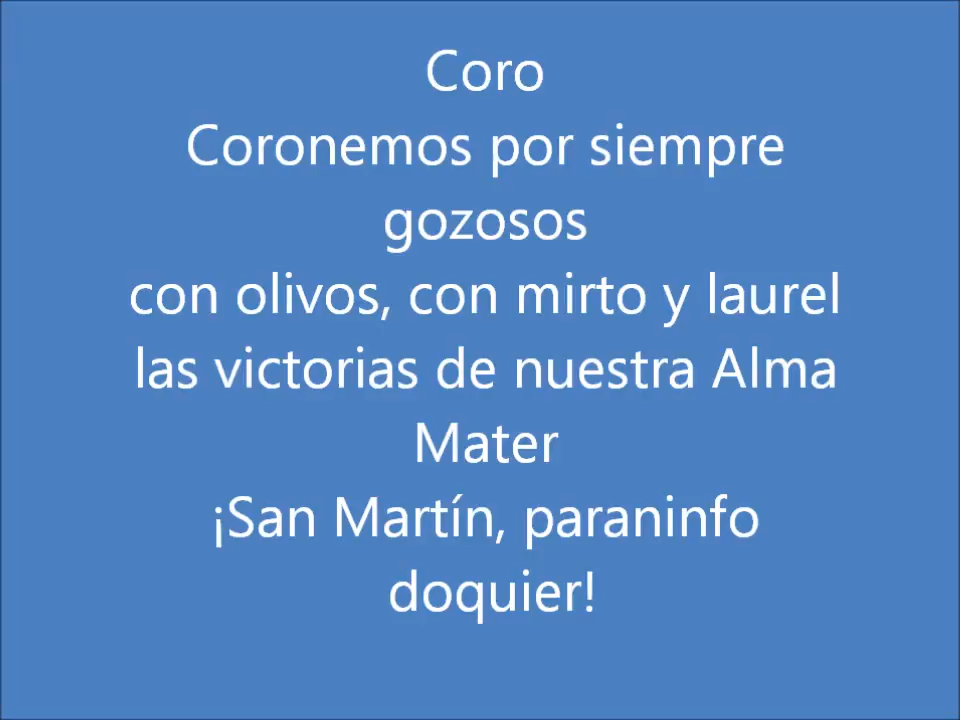 Coro
Coronemos por siempre
gozosos
con olivos, con mirto y laurel
las victorias de nuestra Alma
Mater
¡San Martín, paraninfo
doquier!